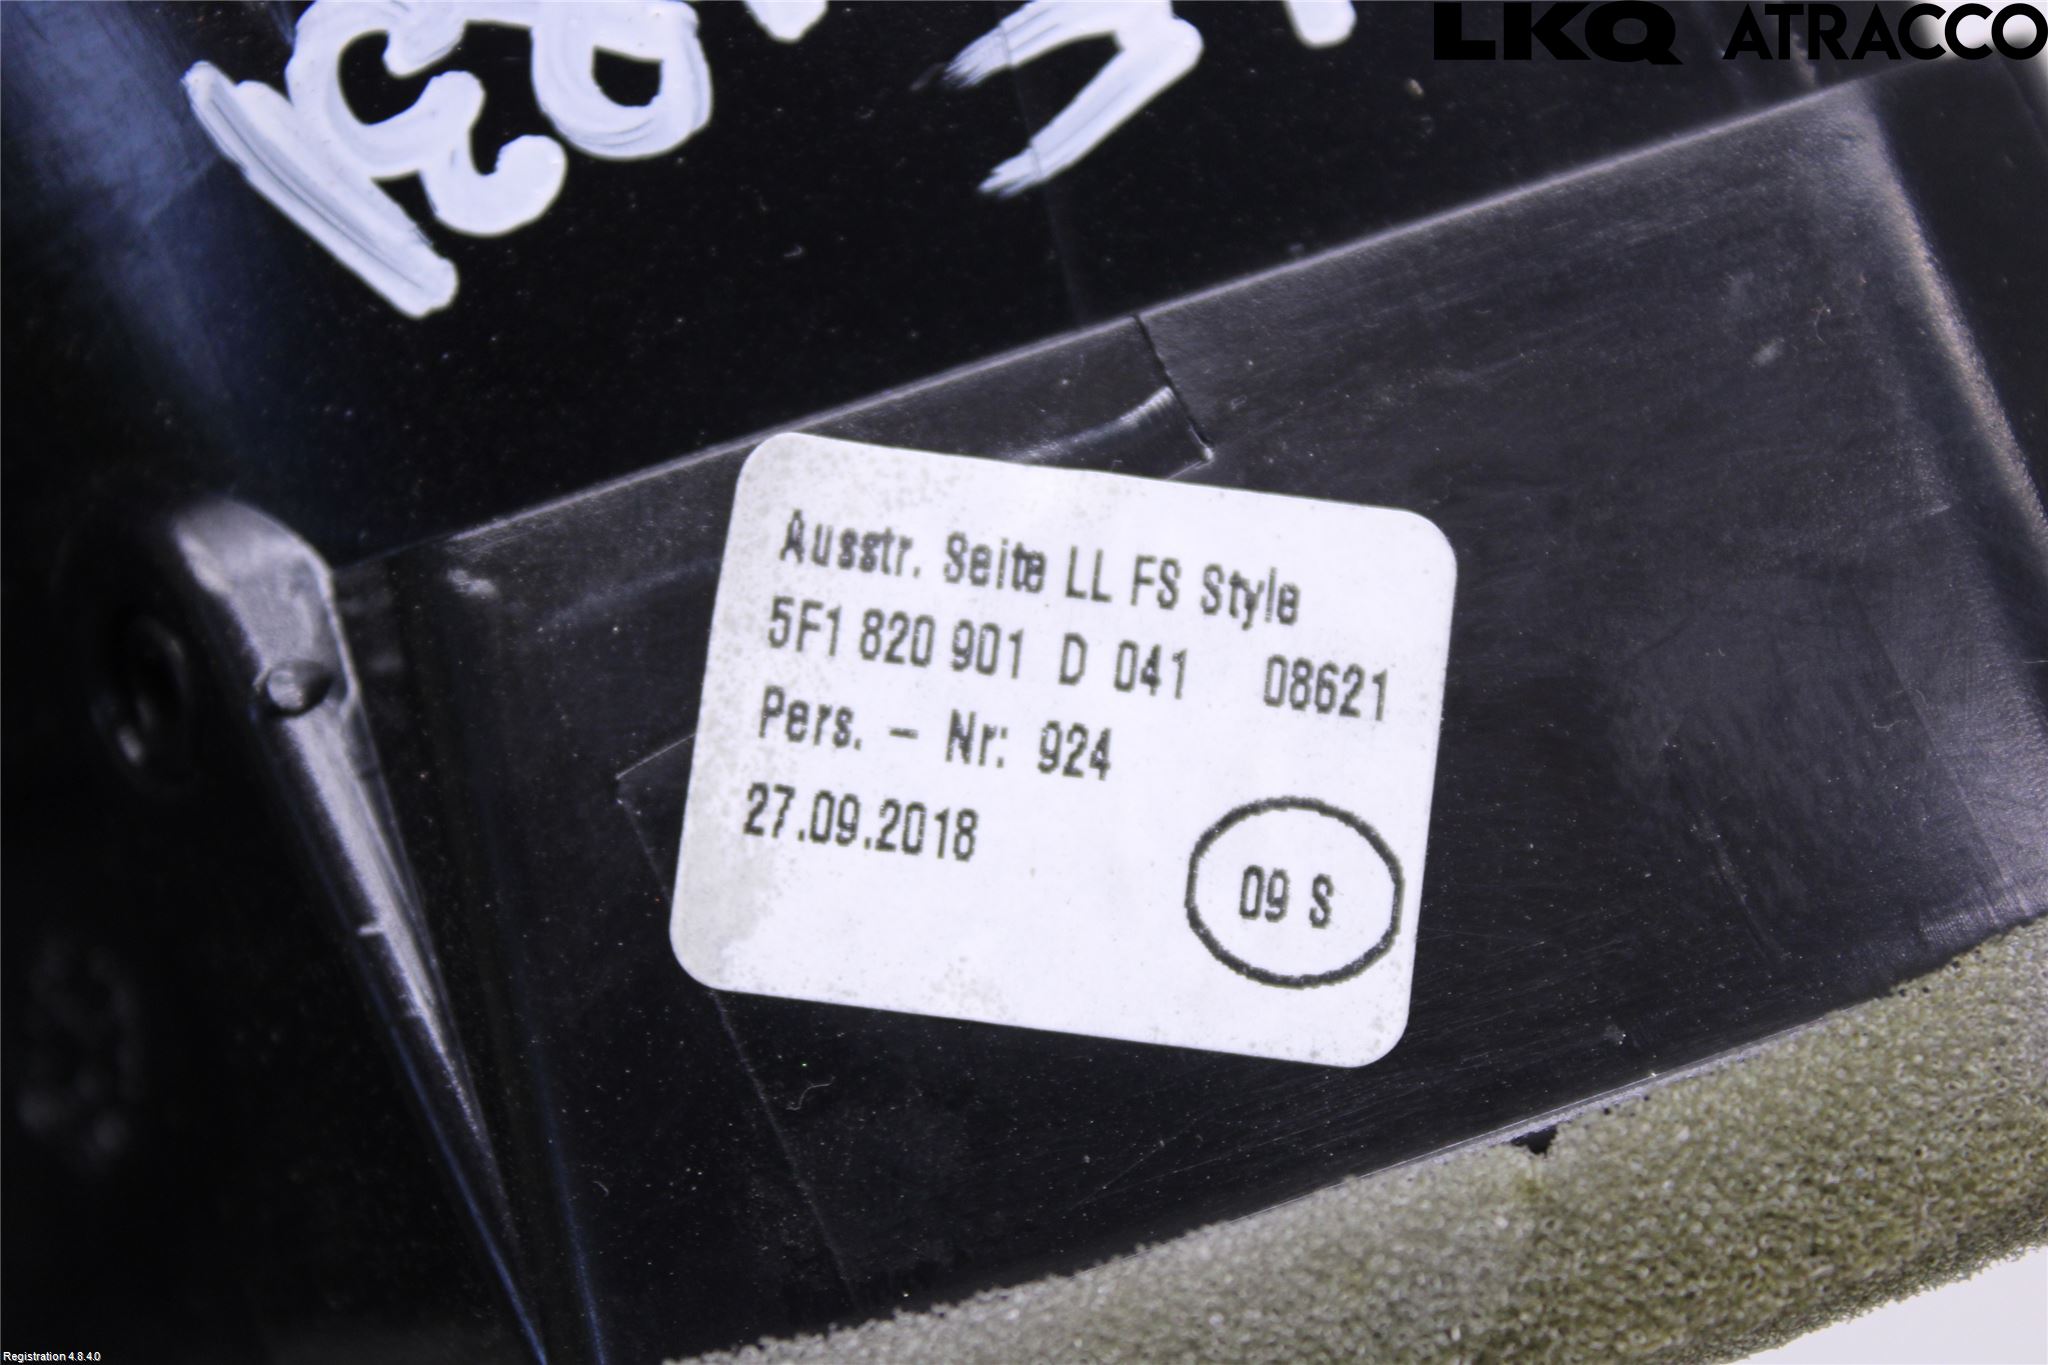 LKQ ATRACCO
Ausstr. Seite LL FS Style
5F1 820 901 D 041 08621
Pers. - Nr: 924
27.09.2018
09 S
Registration 4.8.4.0